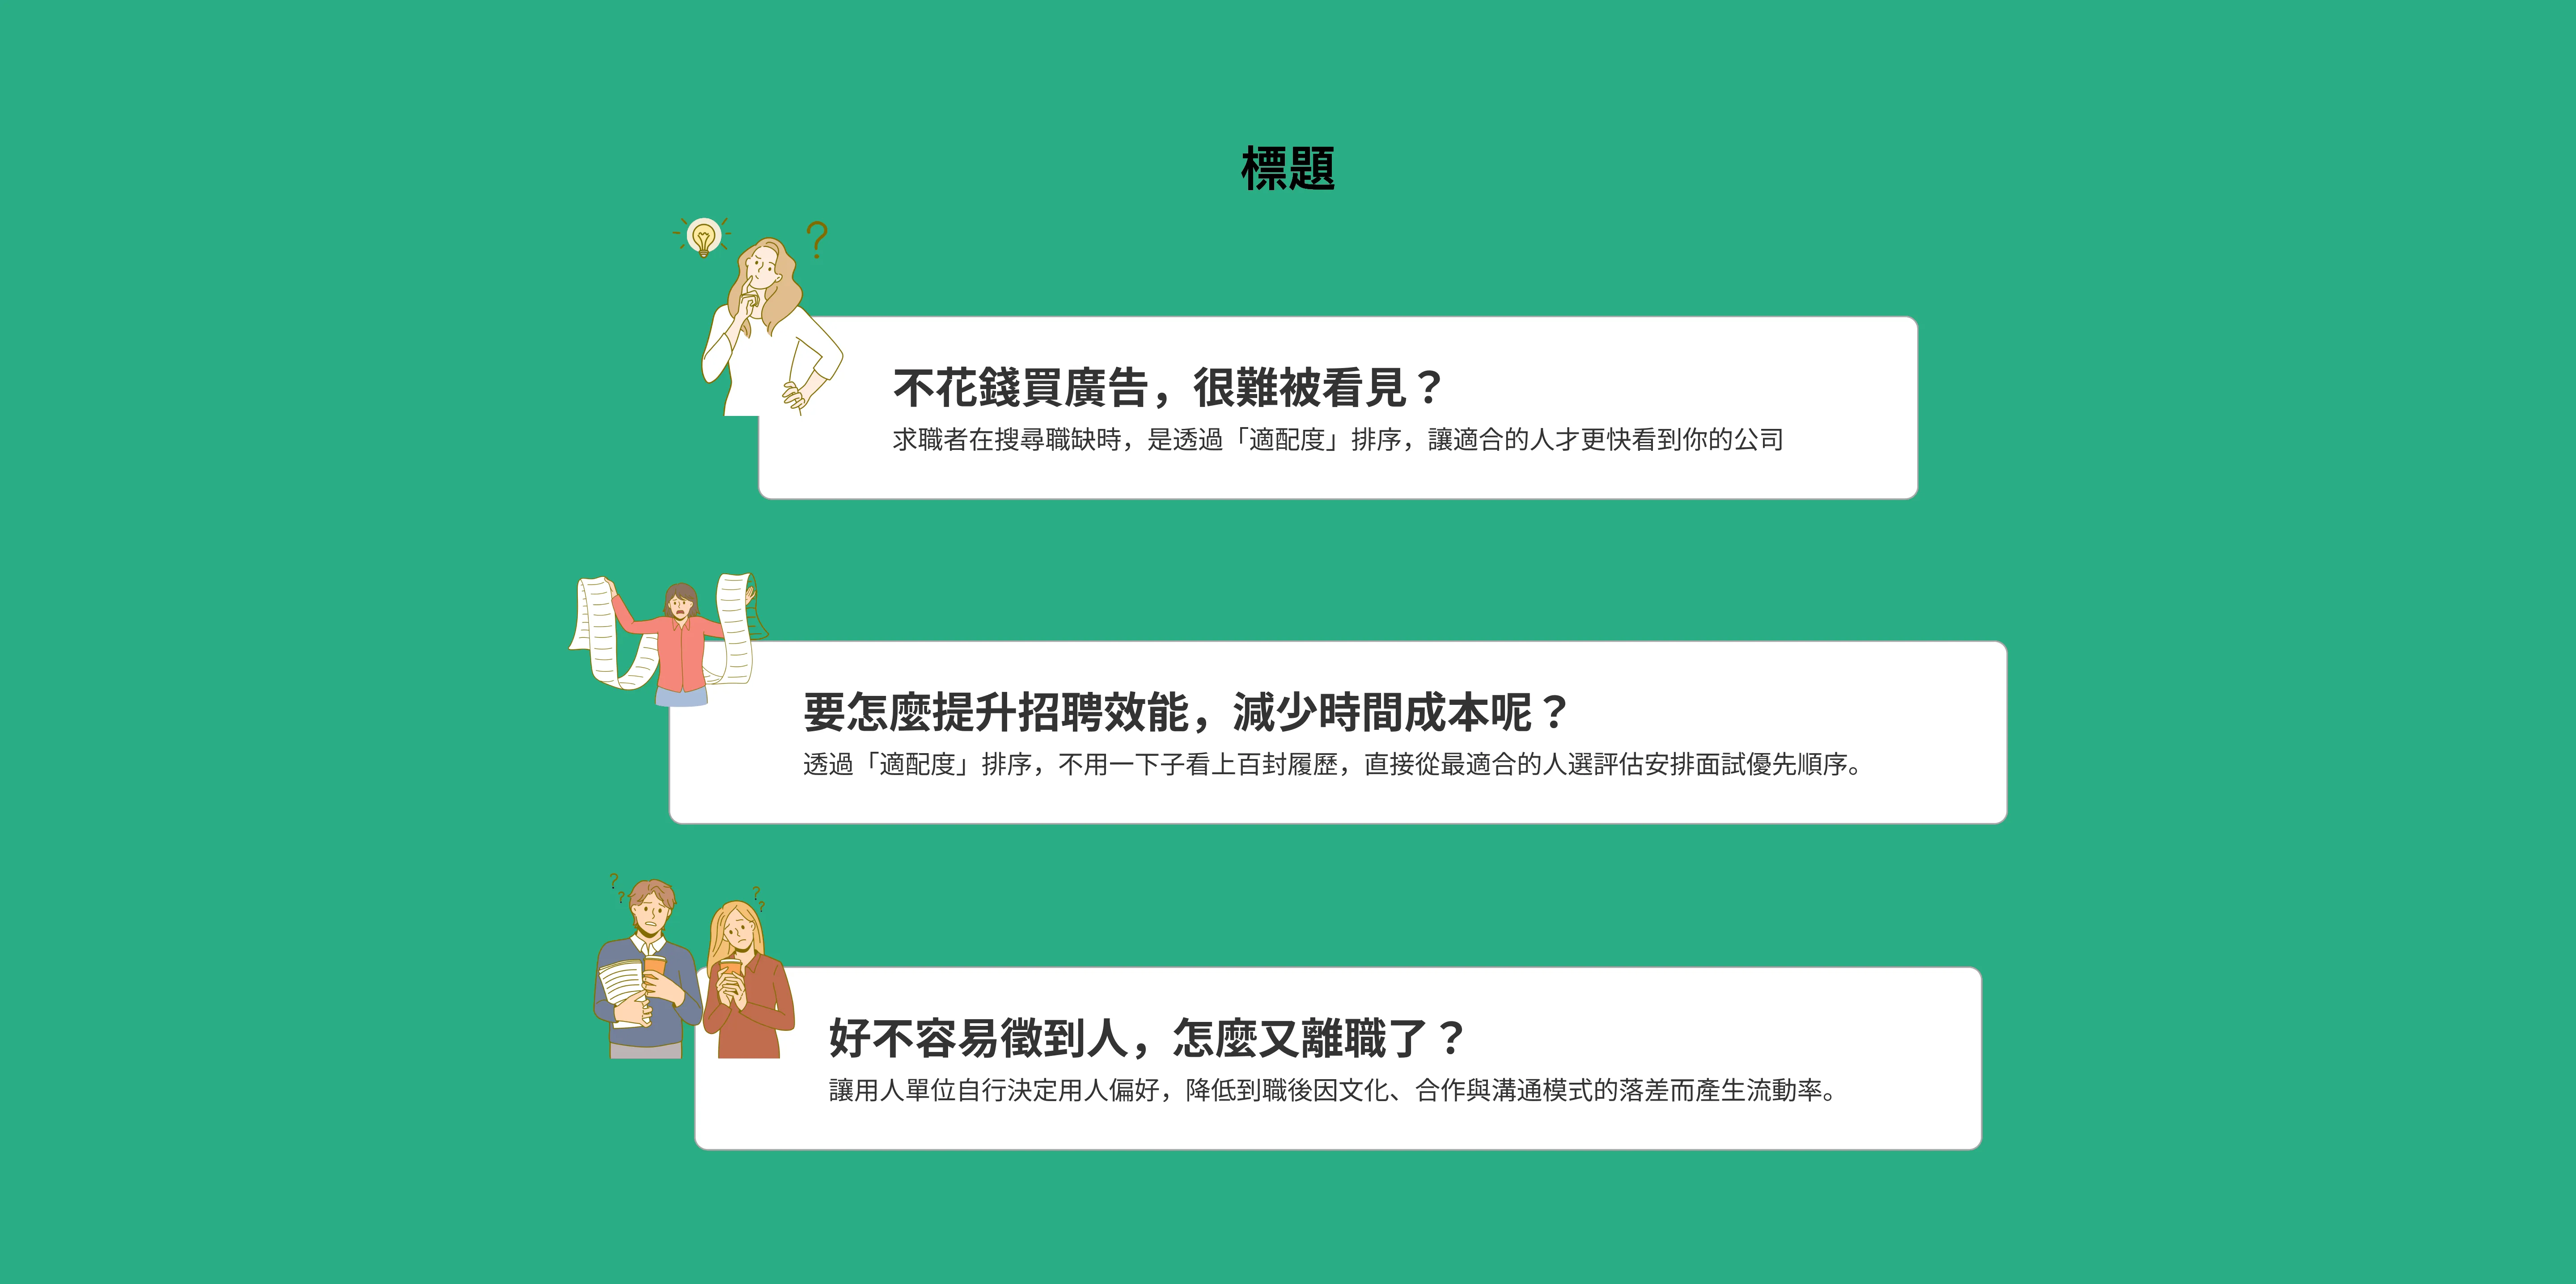 標題
不花錢買廣告，很難被看見？
求職者在搜尋職缺時，是透過「適配度」排序，讓適合的人才更快看到你的公司
要怎麼提升招聘效能，減少時間成本呢？
透過「適配度」排序，不用一下子看上百封履歷，直接從最適合的人選評估安排面試優先順序。
好不容易徵到人，怎麼又離職了？
讓用人單位自行決定用人偏好，降低到職後因文化、合作與溝通模式的落差而產生流動率。